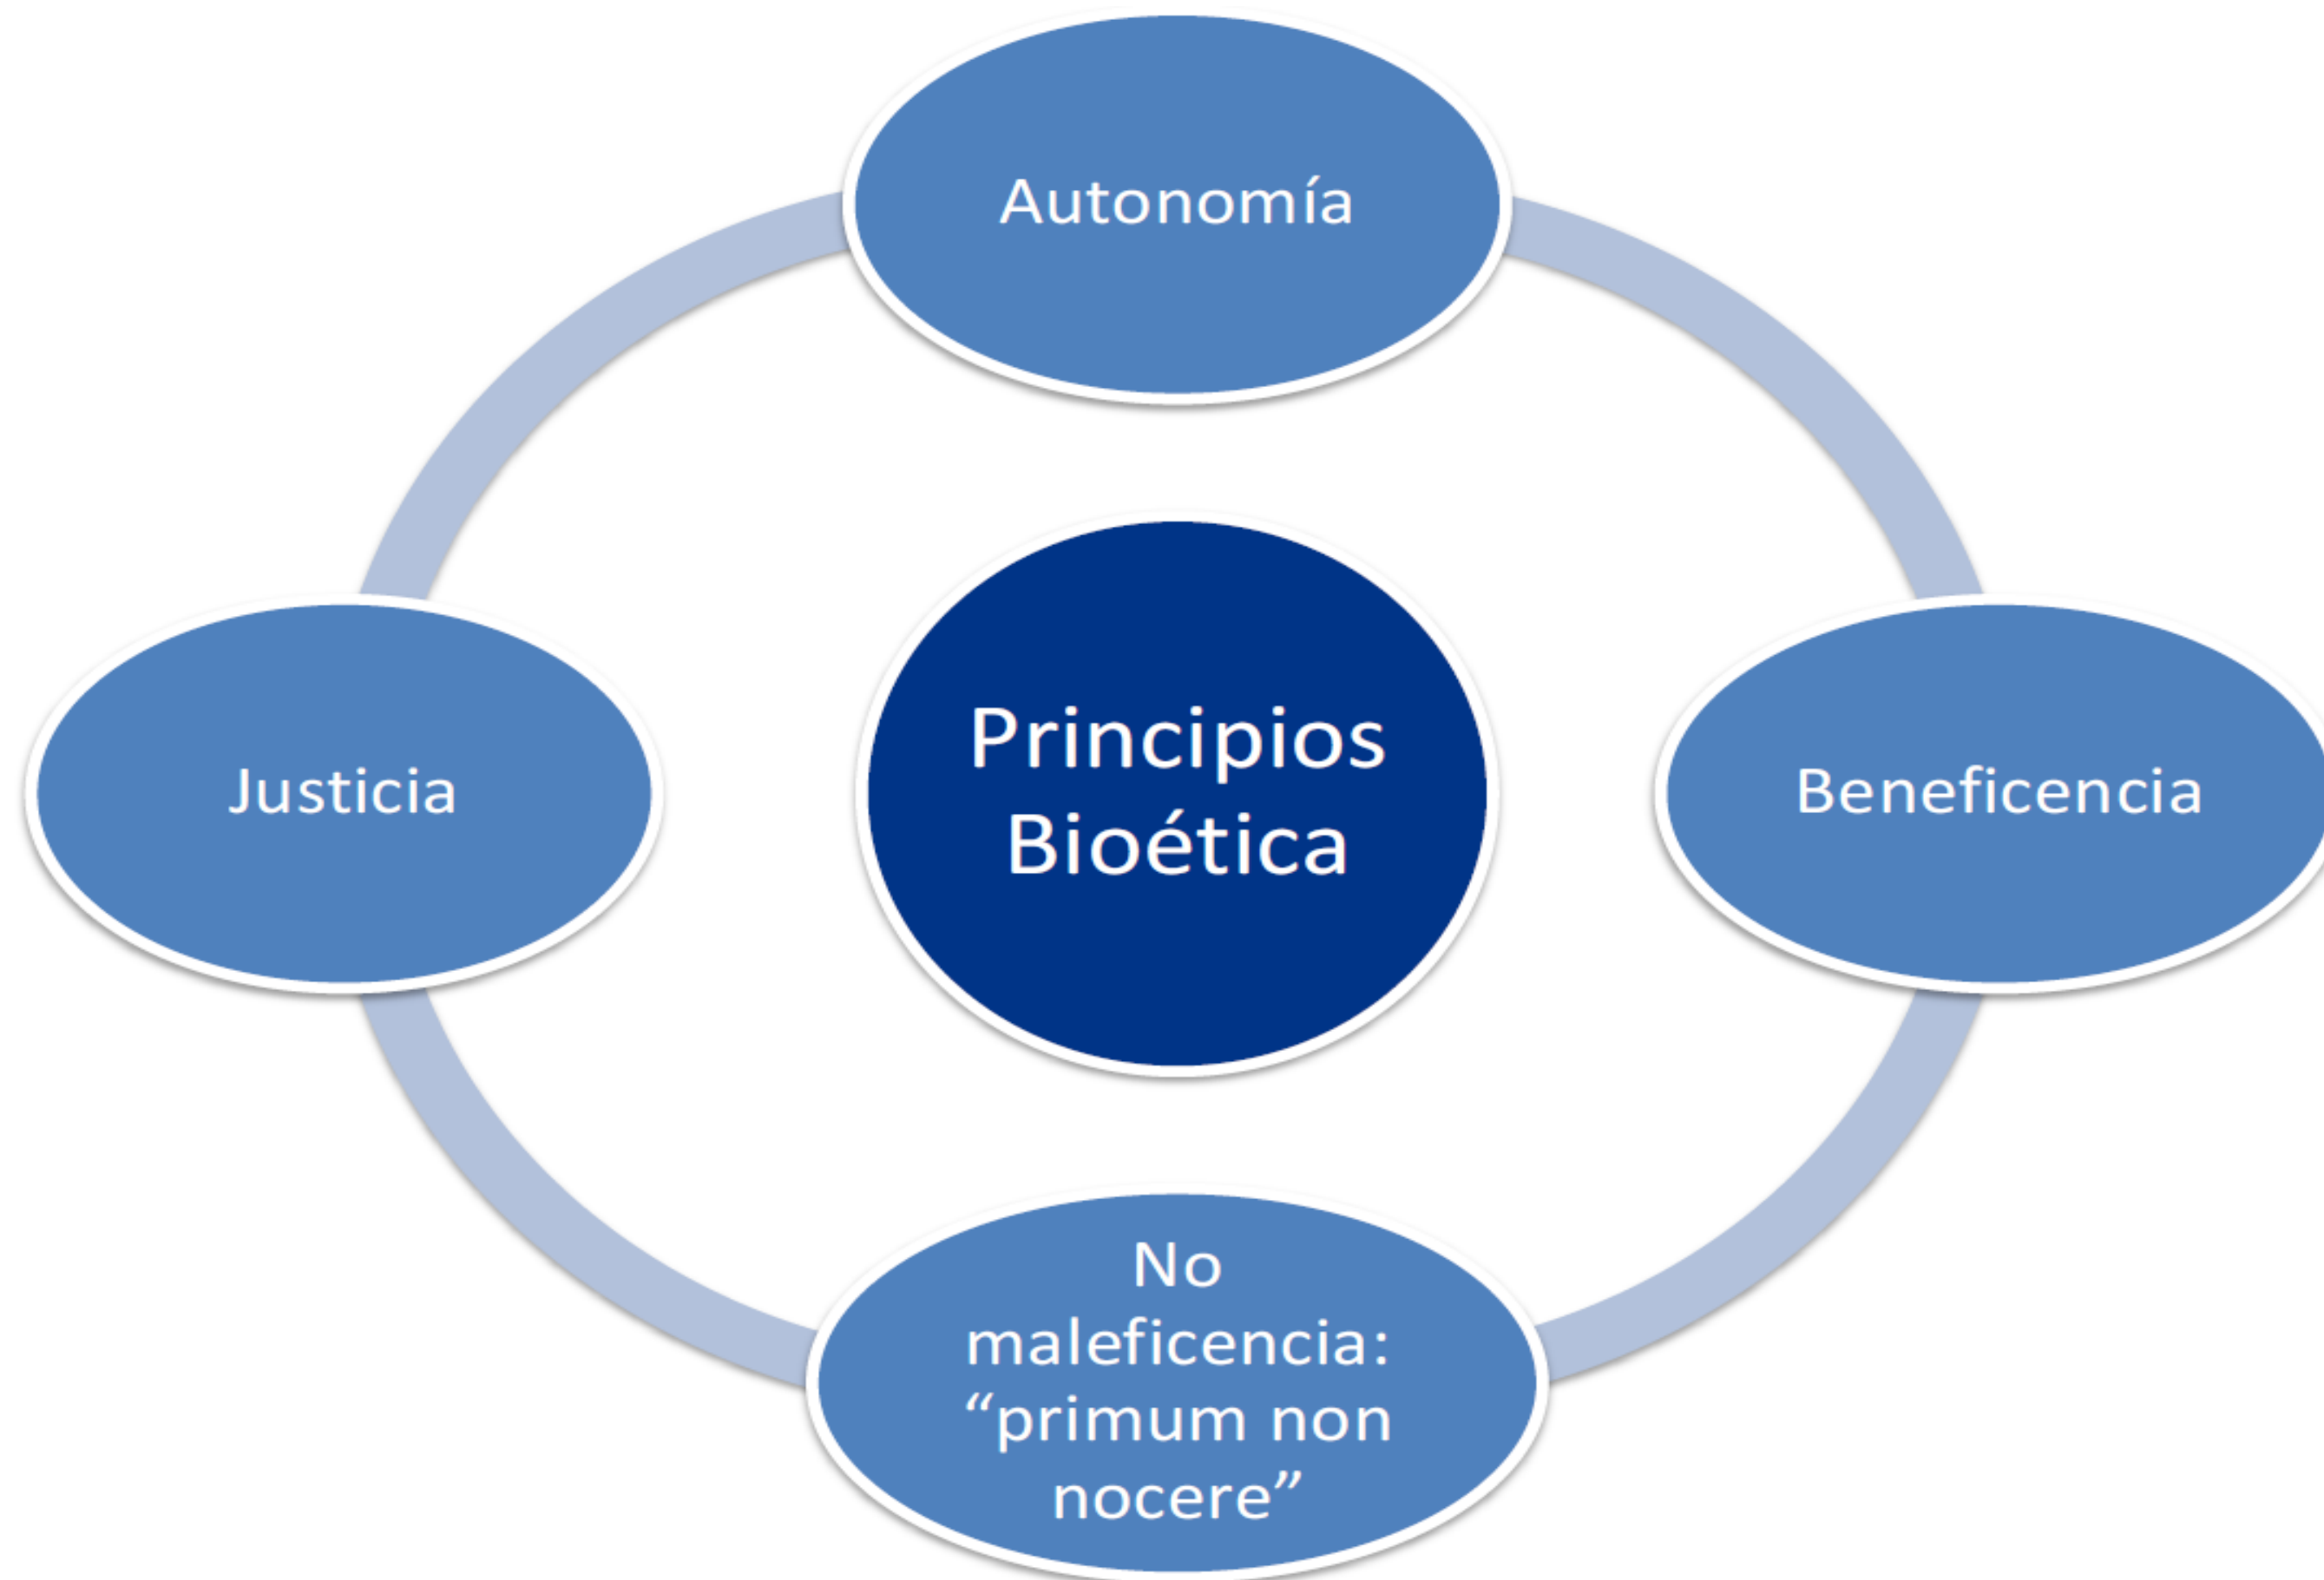 Autonomía
Justicia
Principios
Bioética
Beneficencia
No
maleficencia:
“primum non
nocere”